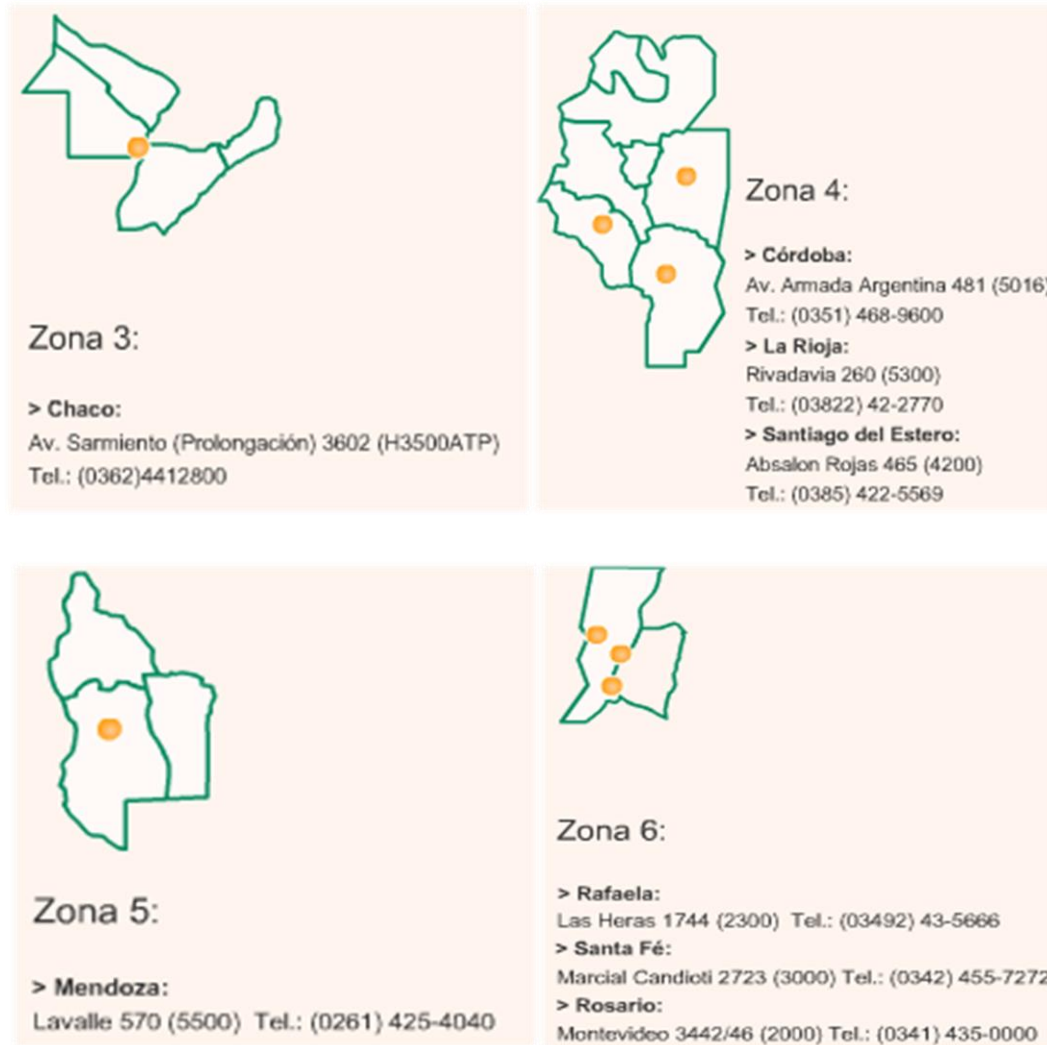 Zona 3:
> Chaco:
Av. Sarmiento (Prolongación) 3602 (H3500ATP)
Tel.: (0362)4412800
Zona 4:
> Córdoba:
Av. Armada Argentina 481 (5016)
Tel.: (0351) 468-9600
> La Rioja:
Rivadavia 260 (5300)
Tel.: (03822) 42-2770
> Santiago del Estero:
Absalon Rojas 465 (4200)
Tel.: (0385) 422-5569
Zona 5:
> Mendoza:
Lavalle 570 (5500) Tel.: (0261) 425-4040
Zona 6:
> Rafaela:
Las Heras 1744 (2300) Tel.: (03492) 43-5666
> Santa Fé:
Marcial Candioti 2723 (3000) Tel.: (0342) 455-7272
> Rosario:
Montevideo 3442/46 (2000) Tel.: (0341) 435-0000